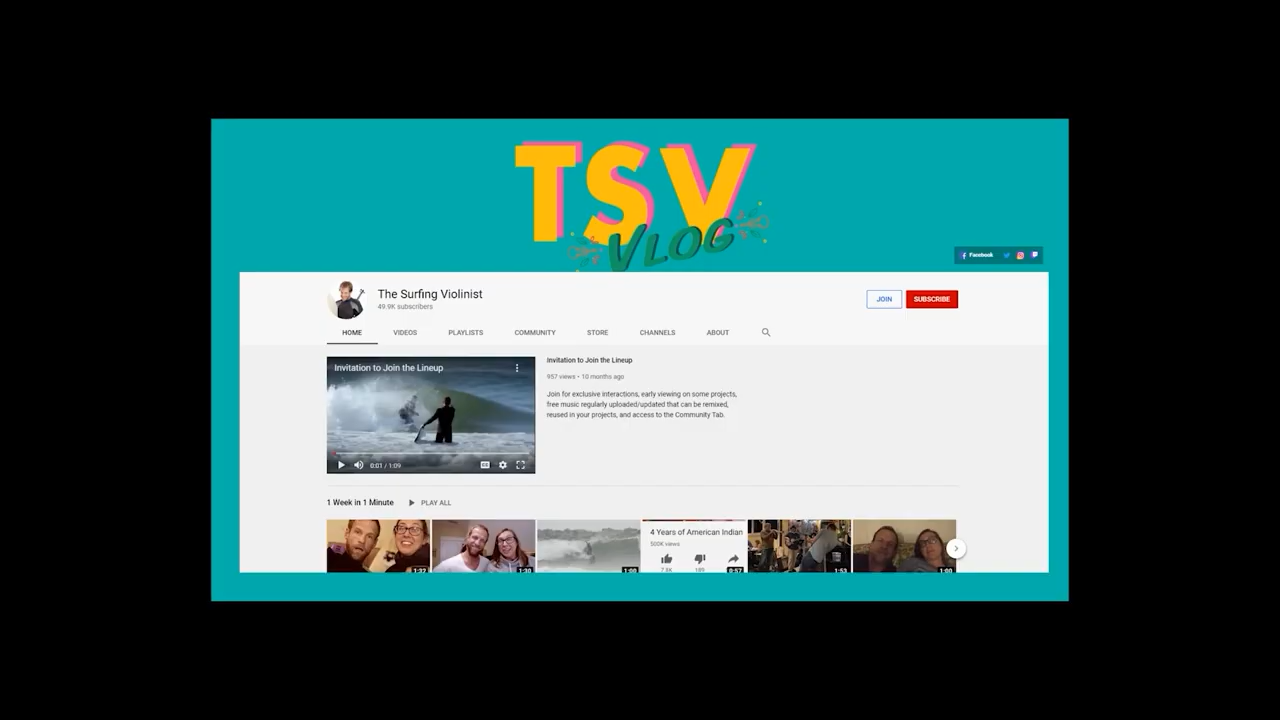 TSV
VLOG
Facebook
The Surfing Violinist
49.9K subscribers
JOIN
SUBSCRIBE
HOME
VIDEOS
PLAYLISTS
COMMUNITY
STORE
CHANNELS
ABOUT
Invitation to Join the Lineup
0:01 / 1:09
Invitation to Join the Lineup
957 views • 10 months ago
Join for exclusive interactions, early viewing on some projects,
free music regularly uploaded/updated that can be remixed,
reused in your projects, and access to the Community Tab.
1 Week in 1 Minute
PLAY ALL
4 Years of American Indian
500K views
7.6K
189
1:32
1:30
1:00
0:57
1:53
1:00